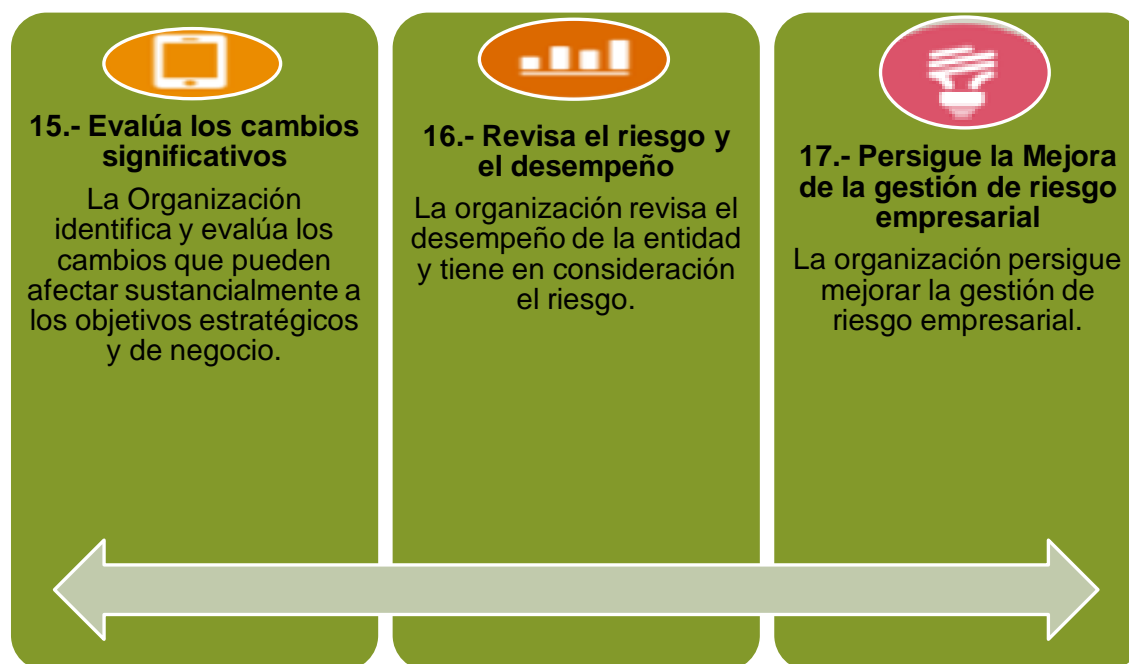 15.- Evalúa los cambios
significativos
La Organización
identifica y evalúa los
cambios que pueden
afectar sustancialmente a
los objetivos estratégicos
y de negocio.
16.- Revisa el riesgo y
el desempeño
La organización revisa el
desempeño de la entidad
y tiene en consideración
el riesgo.
17.- Persigue la Mejora
de la gestión de riesgo
empresarial
La organización persigue
mejorar la gestión de
riesgo empresarial.